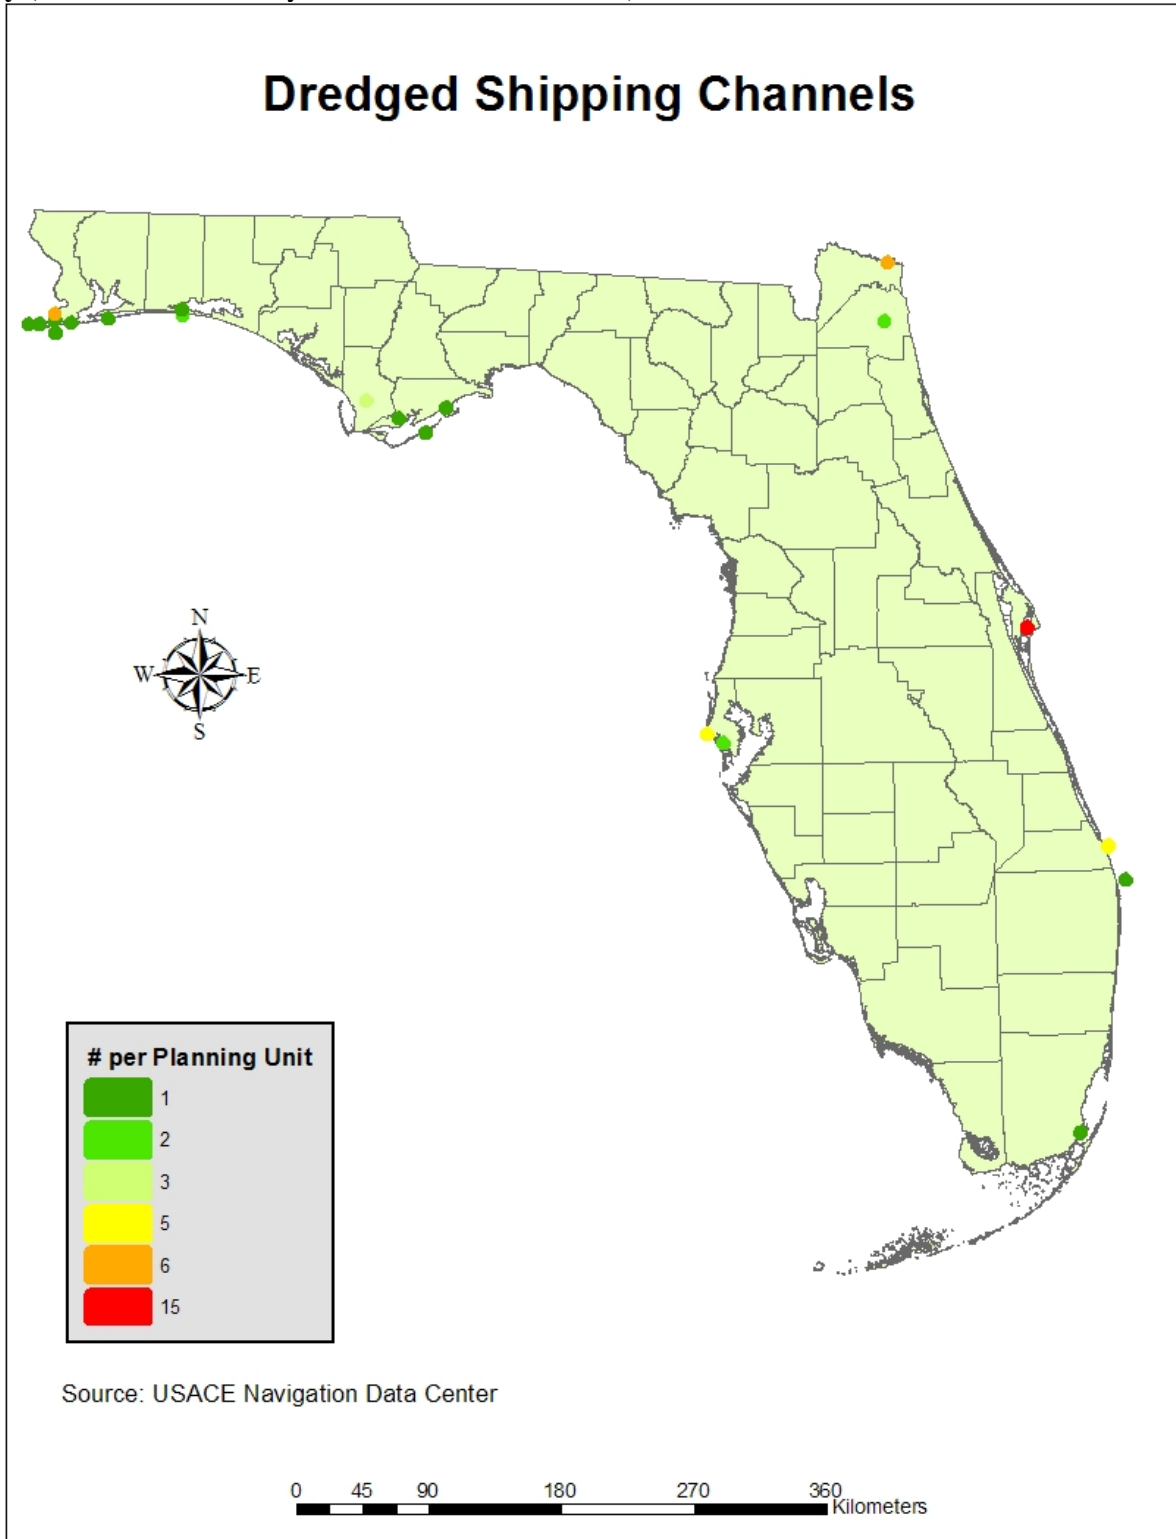 Dredged Shipping Channels
N
W E
S
# per Planning Unit
1
2
3
5
6
15
Source: USACE Navigation Data Center
0 45 90 180 270 360
Kilometers